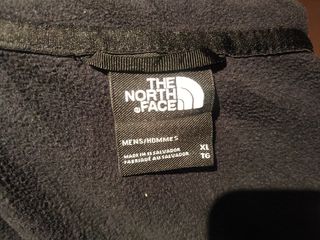 THE
NORTH
FACE
MENS/HOMMES
MADE IN EL SALVADOR
FABRIQUÉ AU SALVADOR
XL
TG